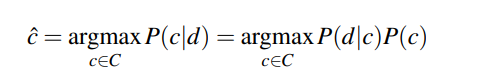 ĉ = argmax P(c|d) = argmax P(d|c)P(c)
c∈C c∈C